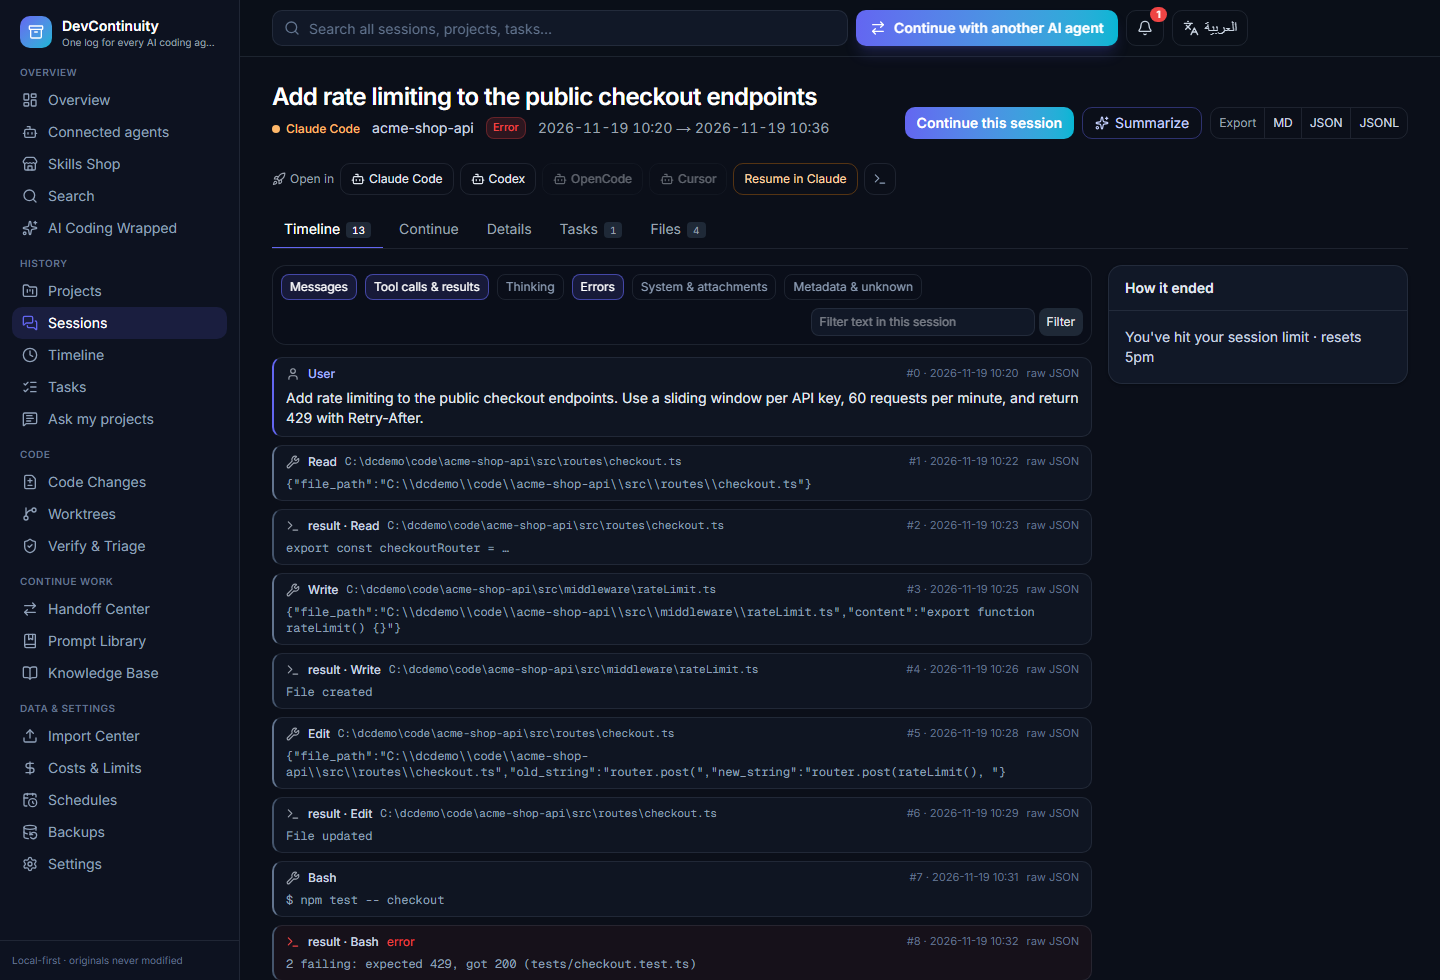 DevContinuity
One log for every AI coding ag...
OVERVIEW
Overview
Connected agents
Skills Shop
Search
AI Coding Wrapped
HISTORY
Projects
Sessions
Timeline
Tasks
Ask my projects
CODE
Code Changes
Worktrees
Verify & Triage
CONTINUE WORK
Handoff Center
Prompt Library
Knowledge Base
DATA & SETTINGS
Import Center
Costs & Limits
Schedules
Backups
Settings
Local-first · originals never modified
Search all sessions, projects, tasks...
Continue with another AI agent
1
العربية
Add rate limiting to the public checkout endpoints
Claude Code acme-shop-api Error 2026-11-19 10:20 → 2026-11-19 10:36
Continue this session
Summarize
Export MD JSON JSONL
Open in Claude Code Codex OpenCode Cursor Resume in Claude
Timeline 13 Continue Details Tasks 1 Files 4
Messages Tool calls & results Thinking Errors System & attachments Metadata & unknown
Filter text in this session Filter
User #0 · 2026-11-19 10:20 raw JSON
Add rate limiting to the public checkout endpoints. Use a sliding window per API key, 60 requests per minute, and return
429 with Retry-After.
Read C:\dcdemo\code\acme-shop-api\src\routes\checkout.ts #1 · 2026-11-19 10:22 raw JSON
{"file_path":"C:\\dcdemo\\code\\acme-shop-api\\src\\routes\\checkout.ts"}
result · Read C:\dcdemo\code\acme-shop-api\src\routes\checkout.ts #2 · 2026-11-19 10:23 raw JSON
export const checkoutRouter = …
Write C:\dcdemo\code\acme-shop-api\src\middleware\rateLimit.ts #3 · 2026-11-19 10:25 raw JSON
{"file_path":"C:\\dcdemo\\code\\acme-shop-api\\src\\middleware\\rateLimit.ts","content":"export function
rateLimit() {}"}
result · Write C:\dcdemo\code\acme-shop-api\src\middleware\rateLimit.ts #4 · 2026-11-19 10:26 raw JSON
File created
Edit C:\dcdemo\code\acme-shop-api\src\routes\checkout.ts #5 · 2026-11-19 10:28 raw JSON
{"file_path":"C:\\dcdemo\\code\\acme-shop-
api\\src\\routes\\checkout.ts","old_string":"router.post(","new_string":"router.post(rateLimit(), "}
result · Edit C:\dcdemo\code\acme-shop-api\src\routes\checkout.ts #6 · 2026-11-19 10:29 raw JSON
File updated
Bash #7 · 2026-11-19 10:31 raw JSON
$ npm test -- checkout
result · Bash error #8 · 2026-11-19 10:32 raw JSON
2 failing: expected 429, got 200 (tests/checkout.test.ts)
How it ended
You've hit your session limit · resets
5pm